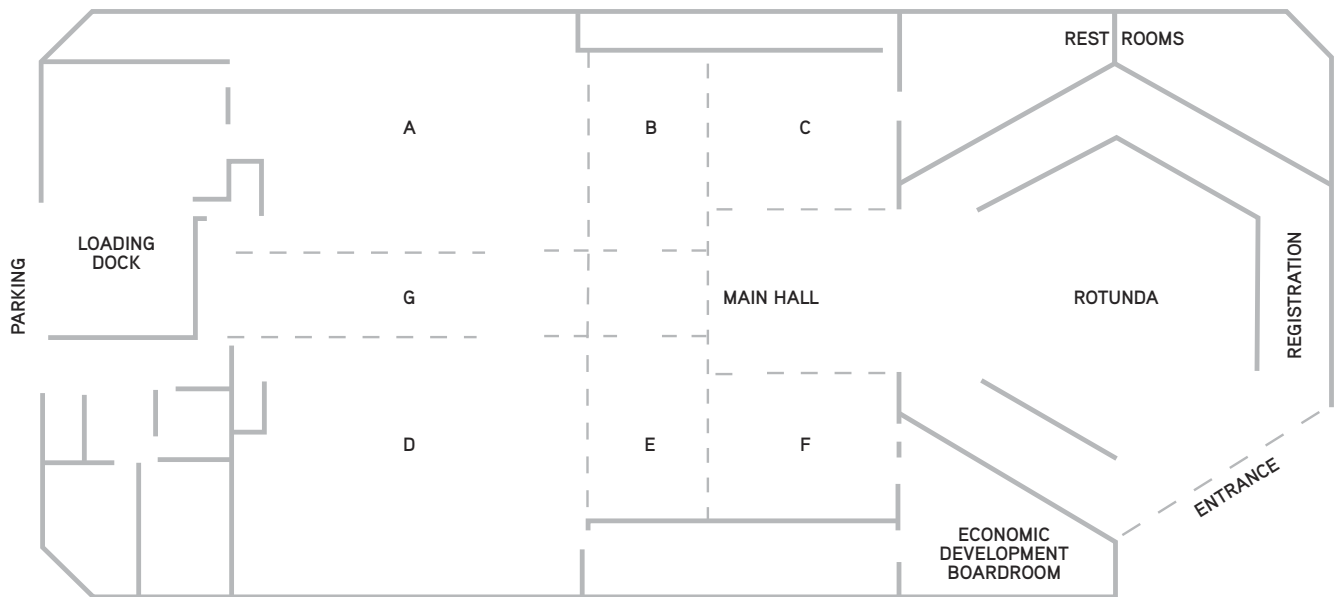 REST ROOMS
A
B
C
LOADING
DOCK
PARKING
G
MAIN HALL
ROTUNDA
REGISTRATION
D
E
F
ENTRANCE
ECONOMIC
DEVELOPMENT
BOARDROOM